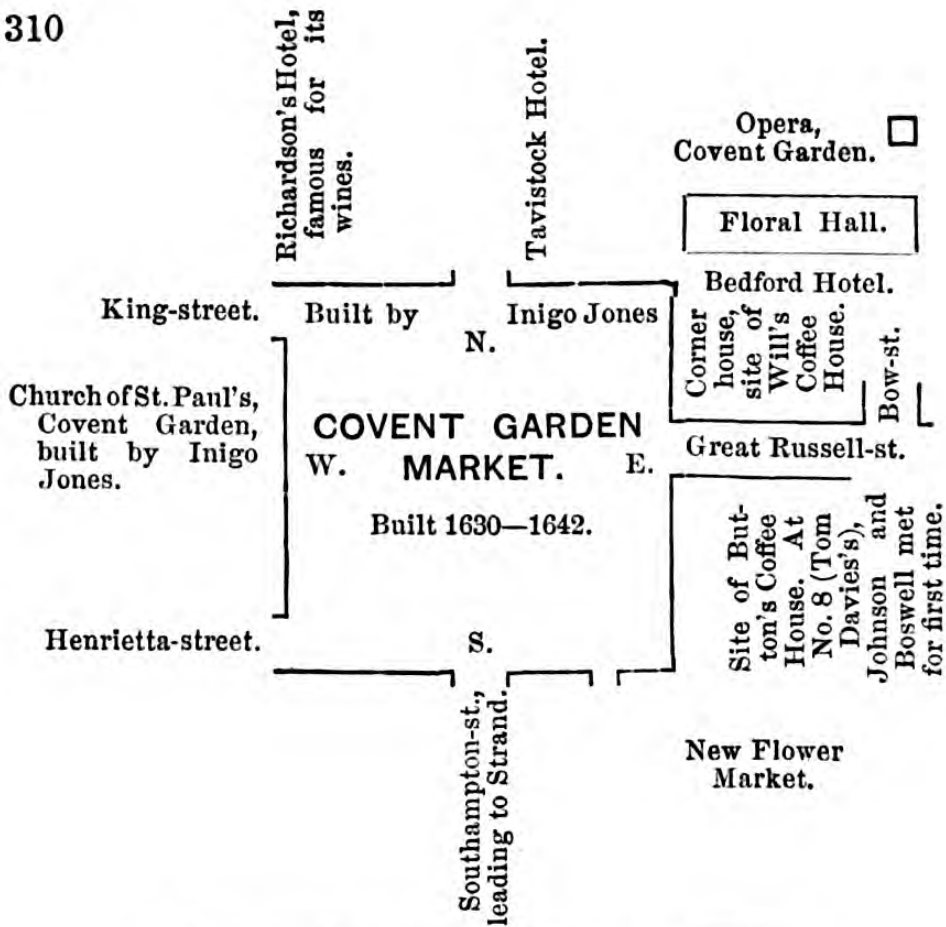 310
Richardson's Hotel,
famous for its
wines.
Tavistock Hotel.
Opera,
Covent Garden.
Floral Hall.
Bedford Hotel.
King-street.
Built by
Inigo Jones
N.
Corner
house,
site of
Will's
Coffee
House.
Bow-st.
Church of St. Paul's,
Covent Garden,
built by Inigo
Jones.
COVENT GARDEN
W. MARKET. E.
Built 1630—1642.
Great Russell-st.
Site of But-
ton's Coffee
House. At
No. 8 (Tom
Davies's),
Johnson and
Boswell met
for first time.
Henrietta-street.
S.
Southampton-st.,
leading to Strand.
New Flower
Market.